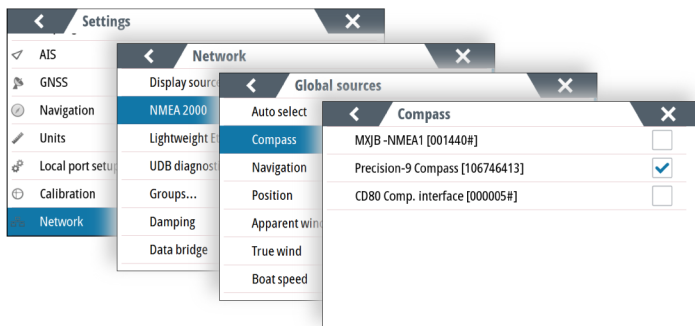 Settings
AIS
GNSS
Navigation
Units
Local port setup
Calibration
Network
Network
Display source
NMEA 2000
Lightweight
UDB
Groups...
Damping
Data bridge
Global sources
Auto select
Compass
Navigation
Position
Apparent
True wind
Boat speed
Compass
MXJB -NMEA1 [001440#]
Precision-9 Compass [106746413]
CD80 Comp. interface [000005#]